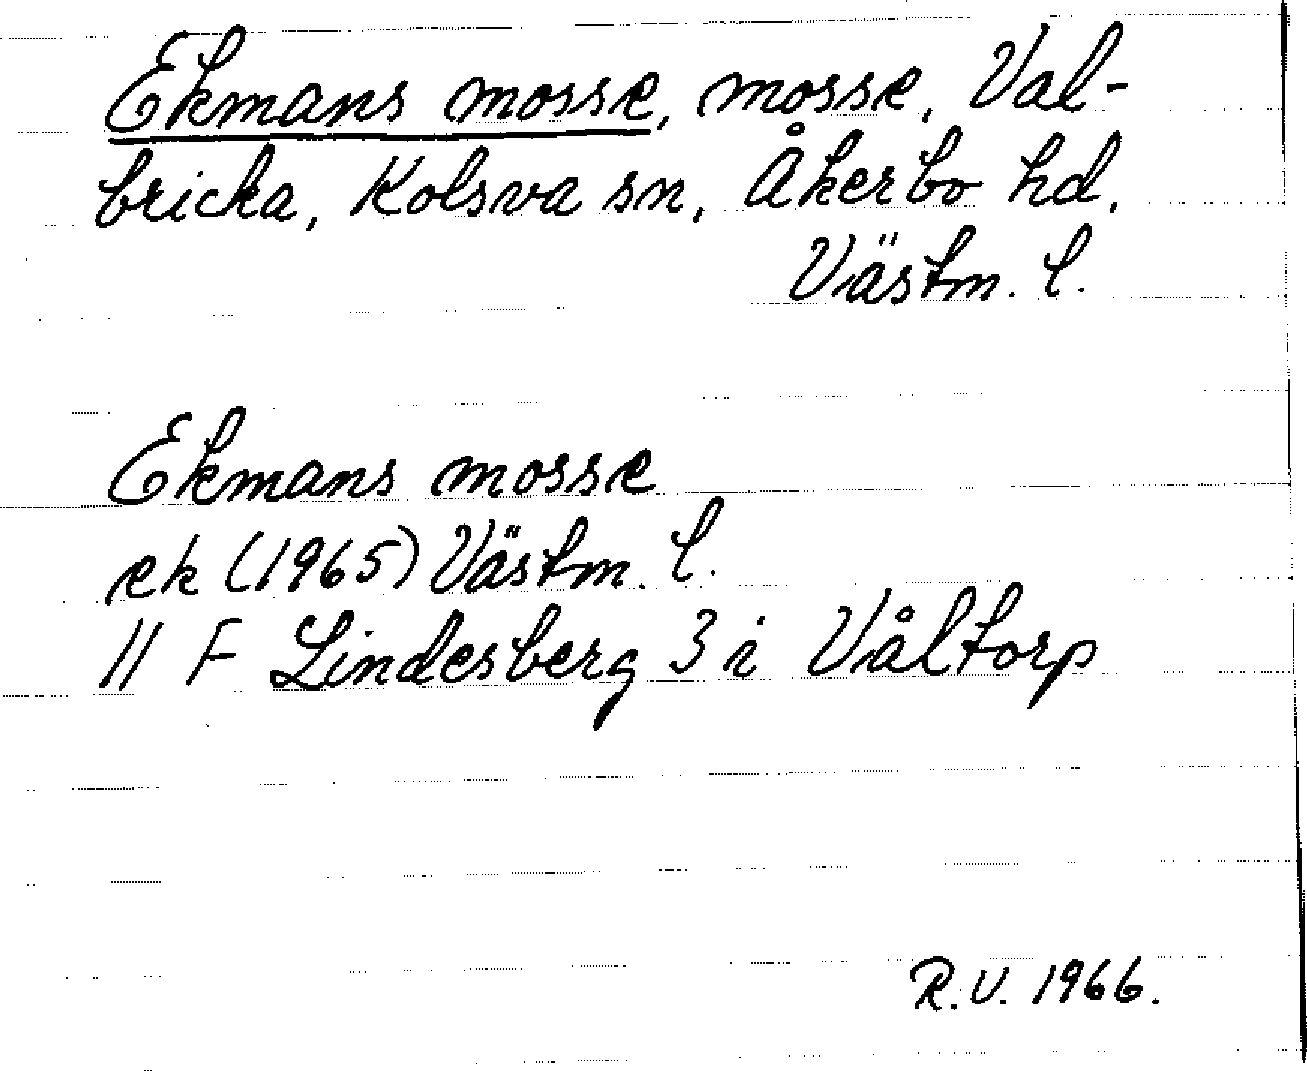 Ekmans mosse, mosse, Val-
bricka, Kolsva sn, Åkerbo hd,
Västm. l.
Ekmans mosse
ek (1965) Västm. l.
11 F Lindesberg 3 i Våltorp
R.V. 1966.